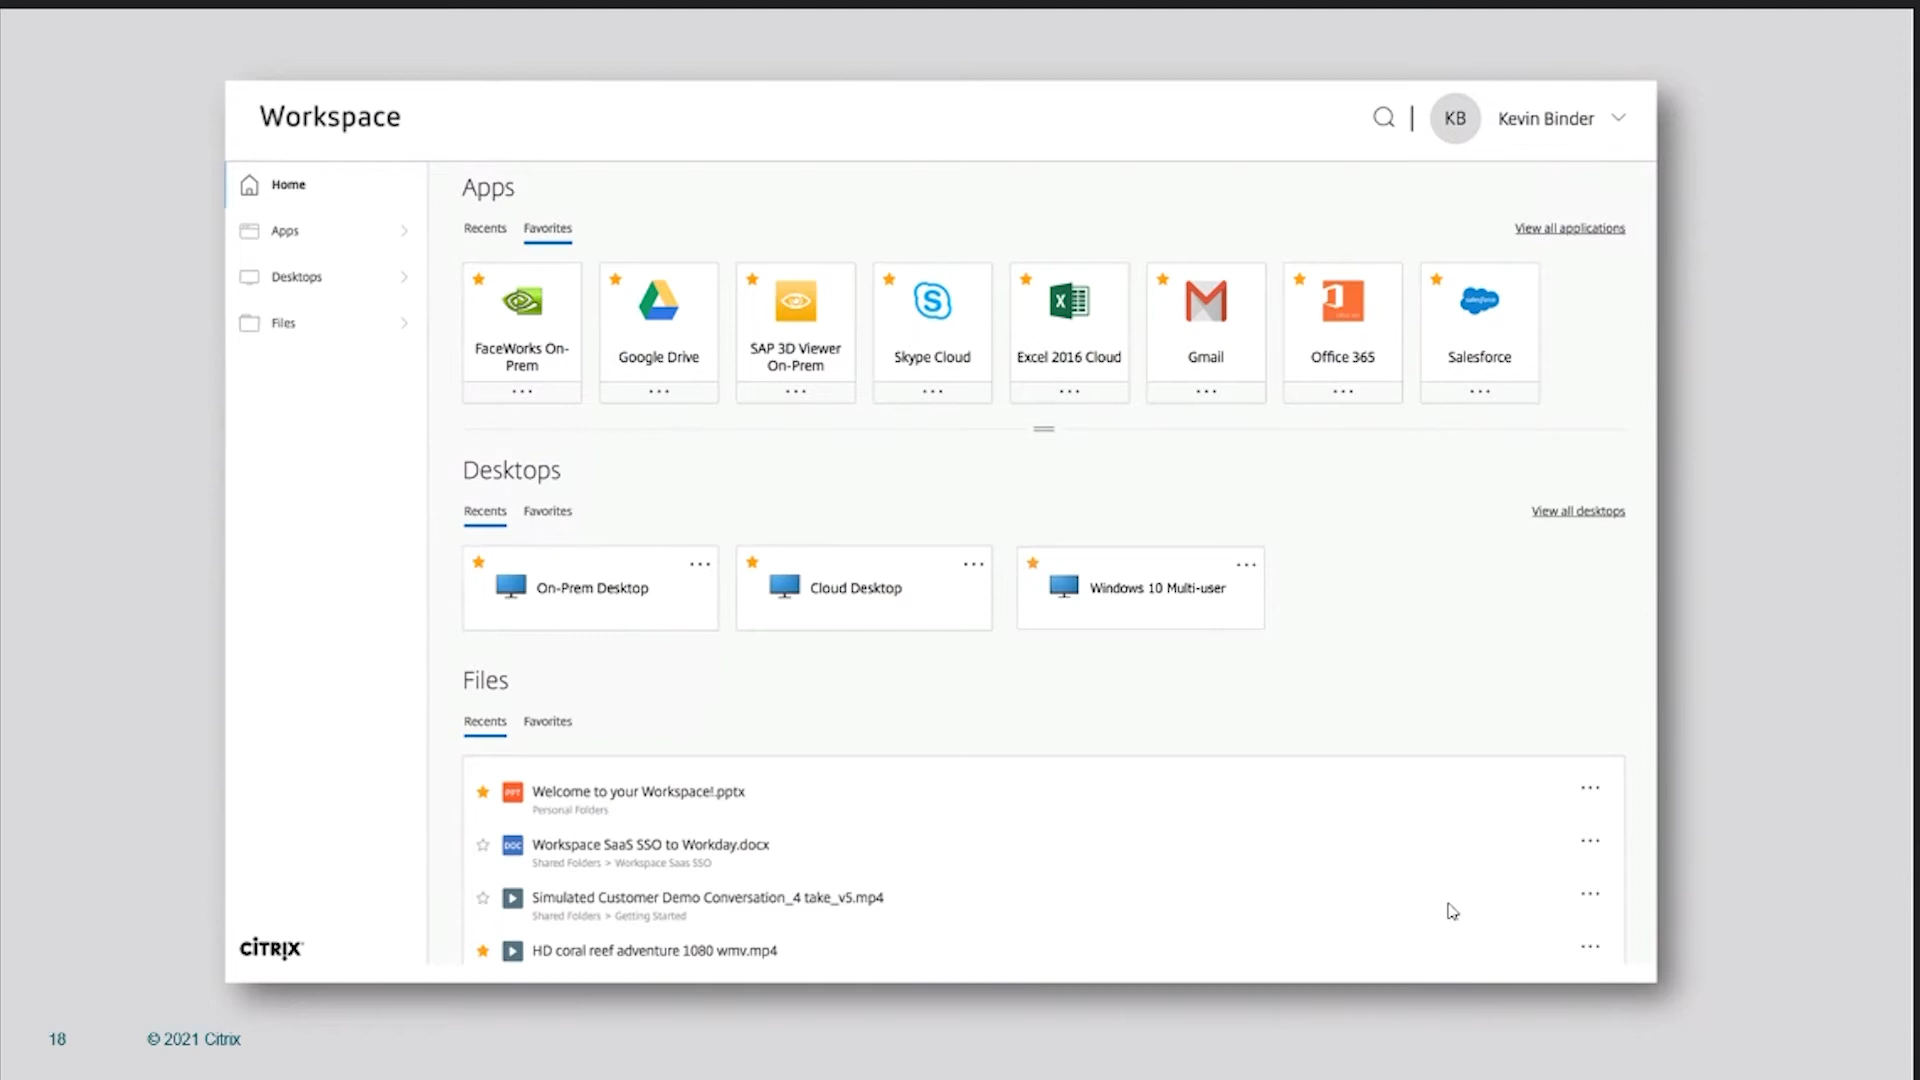 Workspace
KB
Kevin Binder
Home
Apps
Desktops
Files
CITRIX
Apps
Recents Favorites
View all applications
FaceWorks On-
Prem
Google Drive
SAP 3D Viewer
On-Prem
Skype Cloud
Excel 2016 Cloud
Gmail
Office 365
salesforce
Salesforce
Desktops
Recents Favorites
View all desktops
On-Prem Desktop
Cloud Desktop
Windows 10 Multi-user
Files
Recents Favorites
PPT Welcome to your Workspace!.pptx
Personal Folders
DOC Workspace SaaS SSO to Workday.docx
Shared Folders > Workspace Saas SSO
Simulated Customer Demo Conversation_4 take_v5.mp4
Shared Folders > Getting Started
HD coral reef adventure 1080 wmv.mp4
18
© 2021 Citrix